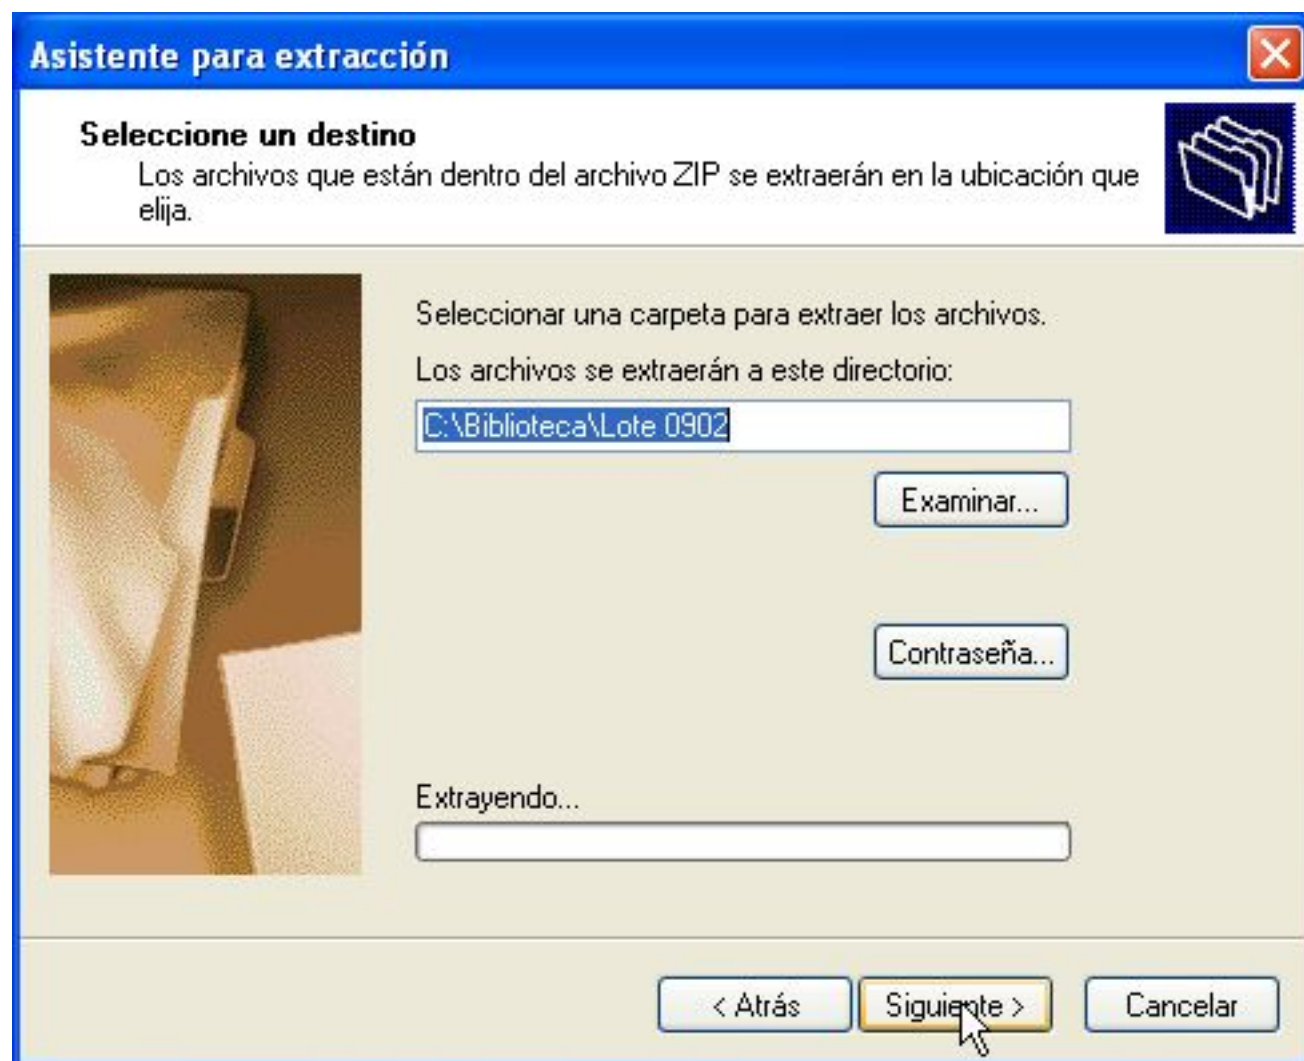 Asistente para extracción
Seleccione un destino
Los archivos que están dentro del archivo ZIP se extraerán en la ubicación que
elija.
Seleccionar una carpeta para extraer los archivos.
Los archivos se extraerán a este directorio:
C:\Biblioteca\Lote 0902
Examinar...
Contraseña...
Extrayendo...
< Atrás
Siguiente >
Cancelar